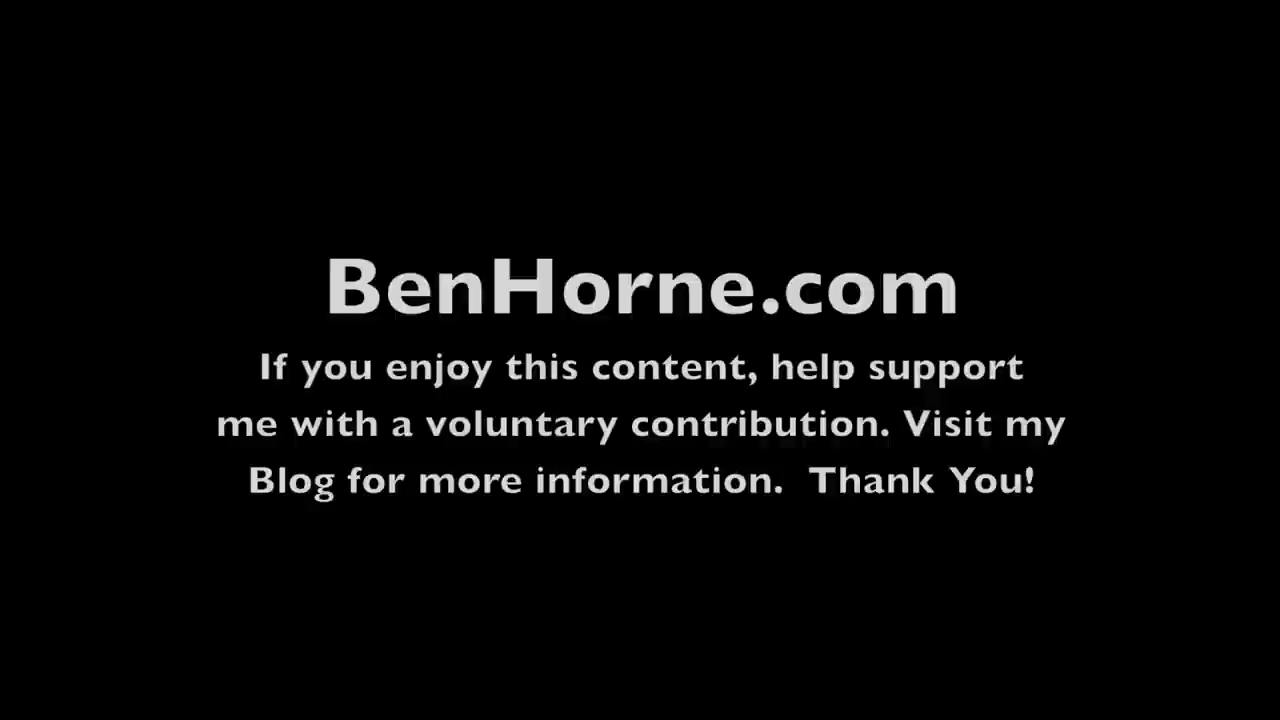 BenHorne.com
If you enjoy this content, help support
me with a voluntary contribution. Visit my
Blog for more information.  Thank You!